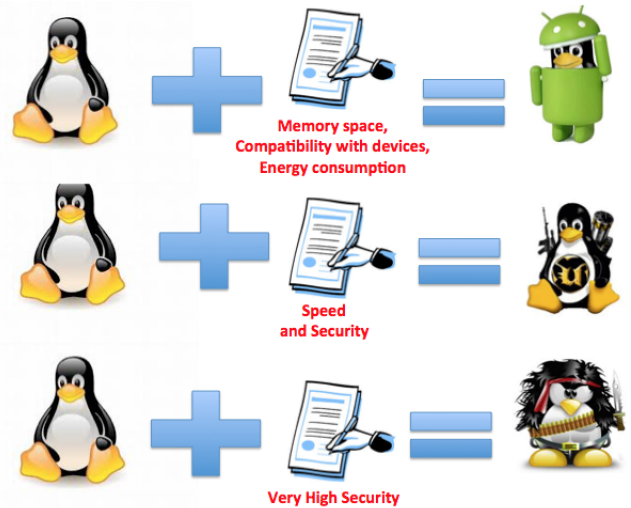 Memory space,
Compatibility with devices,
Energy consumption
Speed
and Security
Very High Security